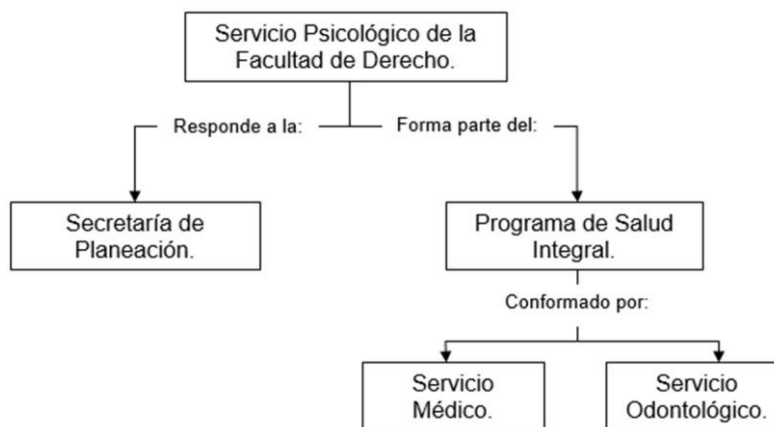 Servicio Psicológico de la
Facultad de Derecho.
Responde a la:
Forma parte del:
Secretaría de
Planeación.
Programa de Salud
Integral.
Conformado por:
Servicio
Médico.
Servicio
Odontológico.